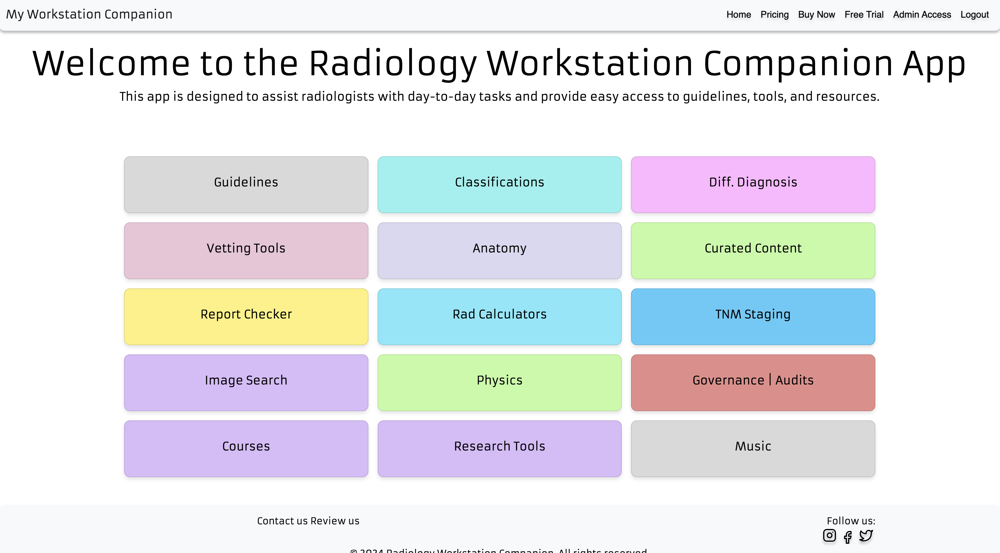 My Workstation Companion
Home Pricing Buy Now Free Trial Admin Access Logout
Welcome to the Radiology Workstation Companion App
This app is designed to assist radiologists with day-to-day tasks and provide easy access to guidelines, tools, and resources.
Guidelines
Classifications
Diff. Diagnosis
Vetting Tools
Anatomy
Curated Content
Report Checker
Rad Calculators
TNM Staging
Image Search
Physics
Governance | Audits
Courses
Research Tools
Music
Contact us Review us
Follow us:
© 2024 Radiology Workstation Companion. All rights reserved